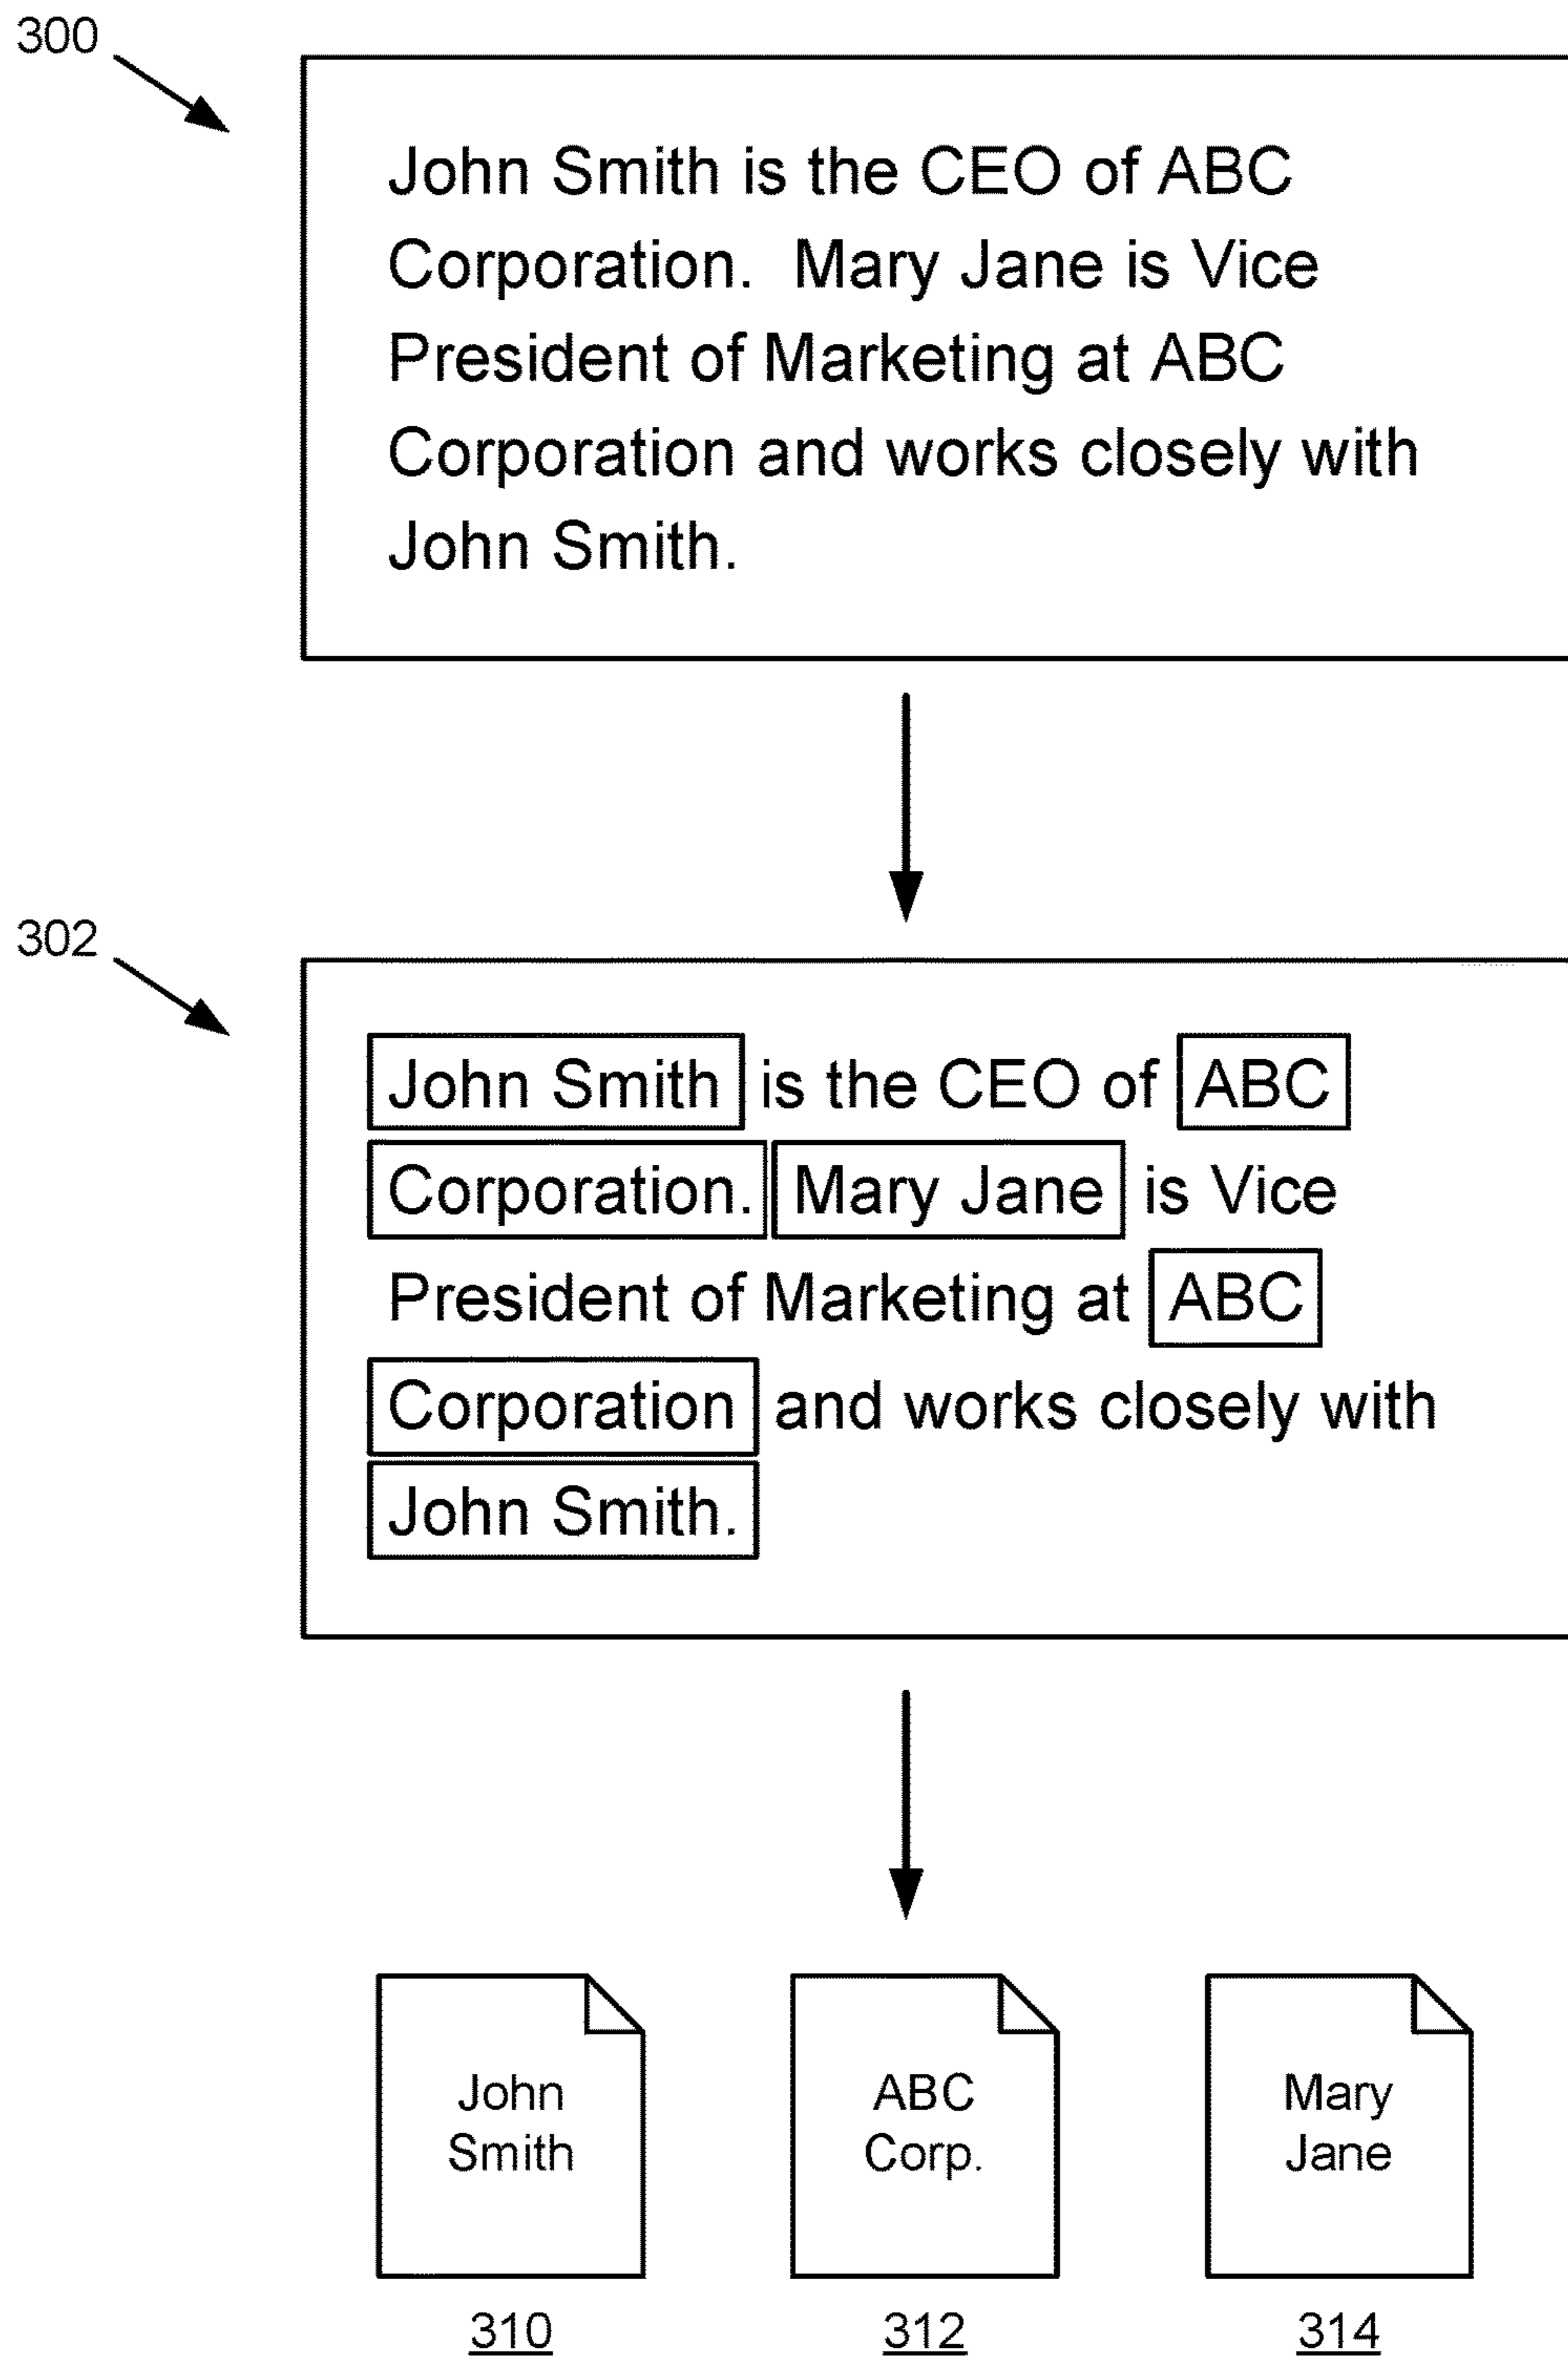 300
John Smith is the CEO of ABC
Corporation.  Mary Jane is Vice
President of Marketing at ABC
Corporation and works closely with
John Smith.
302
John Smith is the CEO of ABC
Corporation. Mary Jane is Vice
President of Marketing at ABC
Corporation and works closely with
John Smith.
John
Smith
ABC
Corp.
Mary
Jane
310
312
314